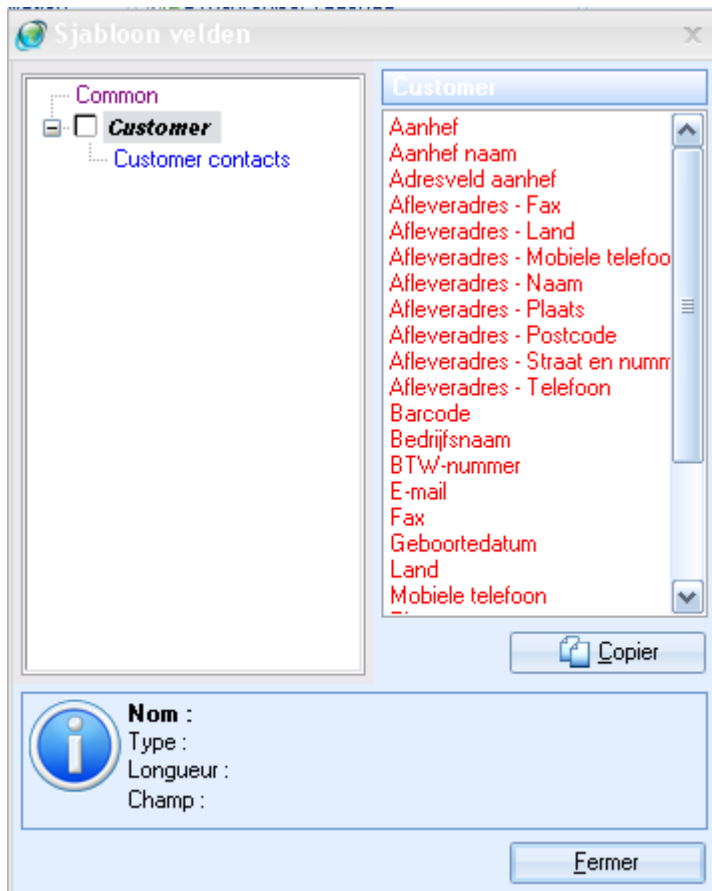 Sjabloon velden
Common
Customer
Customer contacts
Customer
Aanhef
Aanhef naam
Adresveld aanhef
Afleveradres - Fax
Afleveradres - Land
Afleveradres - Mobiele telefoo
Afleveradres - Naam
Afleveradres - Plaats
Afleveradres - Postcode
Afleveradres - Straat en numm
Afleveradres - Telefoon
Barcode
Bedrijfsnaam
BTW-nummer
E-mail
Fax
Geboortedatum
Land
Mobiele telefoon
Copier
Nom :
Type :
Longueur :
Champ :
Fermer